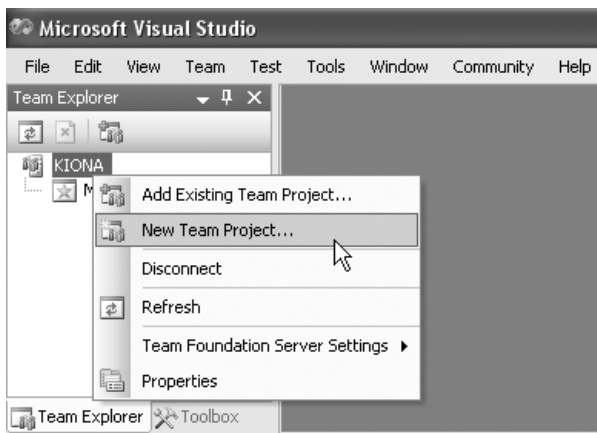 Microsoft Visual Studio
File Edit View Team Test Tools Window Community Help
Team Explorer
KIONA
M
Add Existing Team Project...
New Team Project...
Disconnect
Refresh
Team Foundation Server Settings
Properties
Team Explorer Toolbox